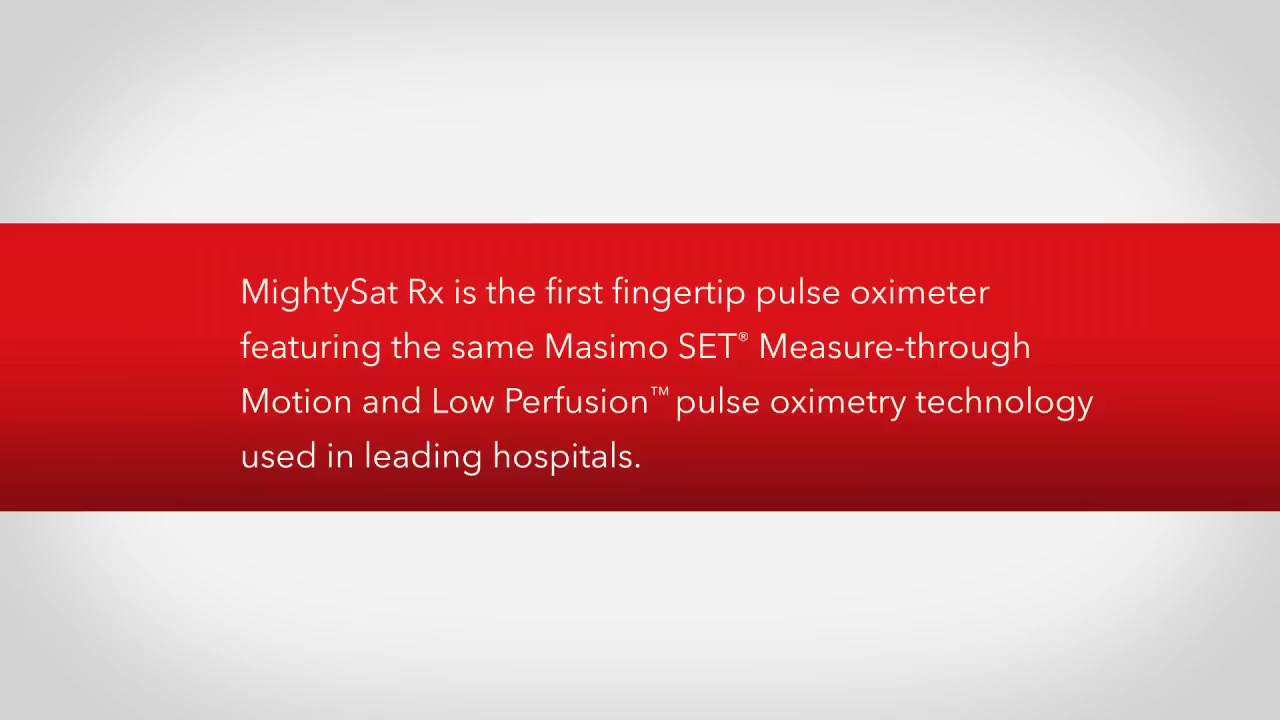 MightySat Rx is the first fingertip pulse oximeter
featuring the same Masimo SET® Measure-through
Motion and Low Perfusion™ pulse oximetry technology
used in leading hospitals.